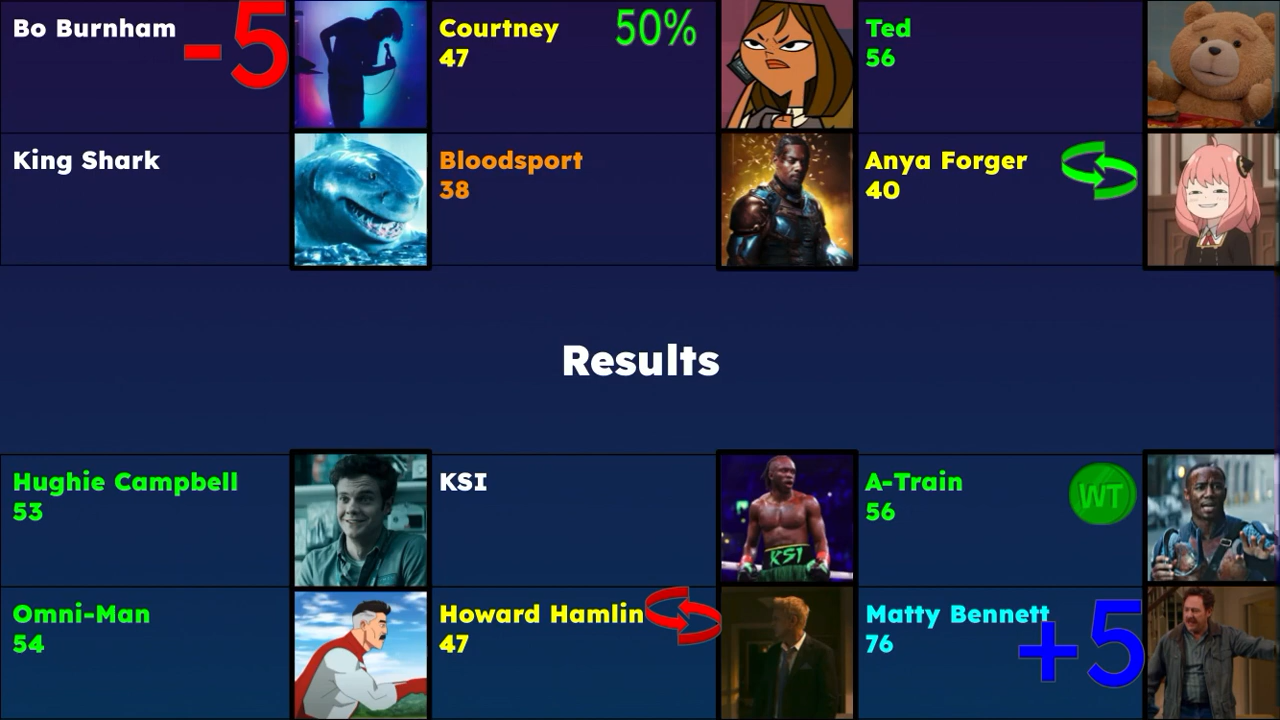 Bo Burnham
-5
Courtney
47
50%
Ted
56
King Shark
Bloodsport
38
Anya Forger
40
Results
Hughie Campbell
53
KSI
KSI
A-Train
56
WT
Omni-Man
54
Howard Hamlin
47
Matty Bennett
76
+5